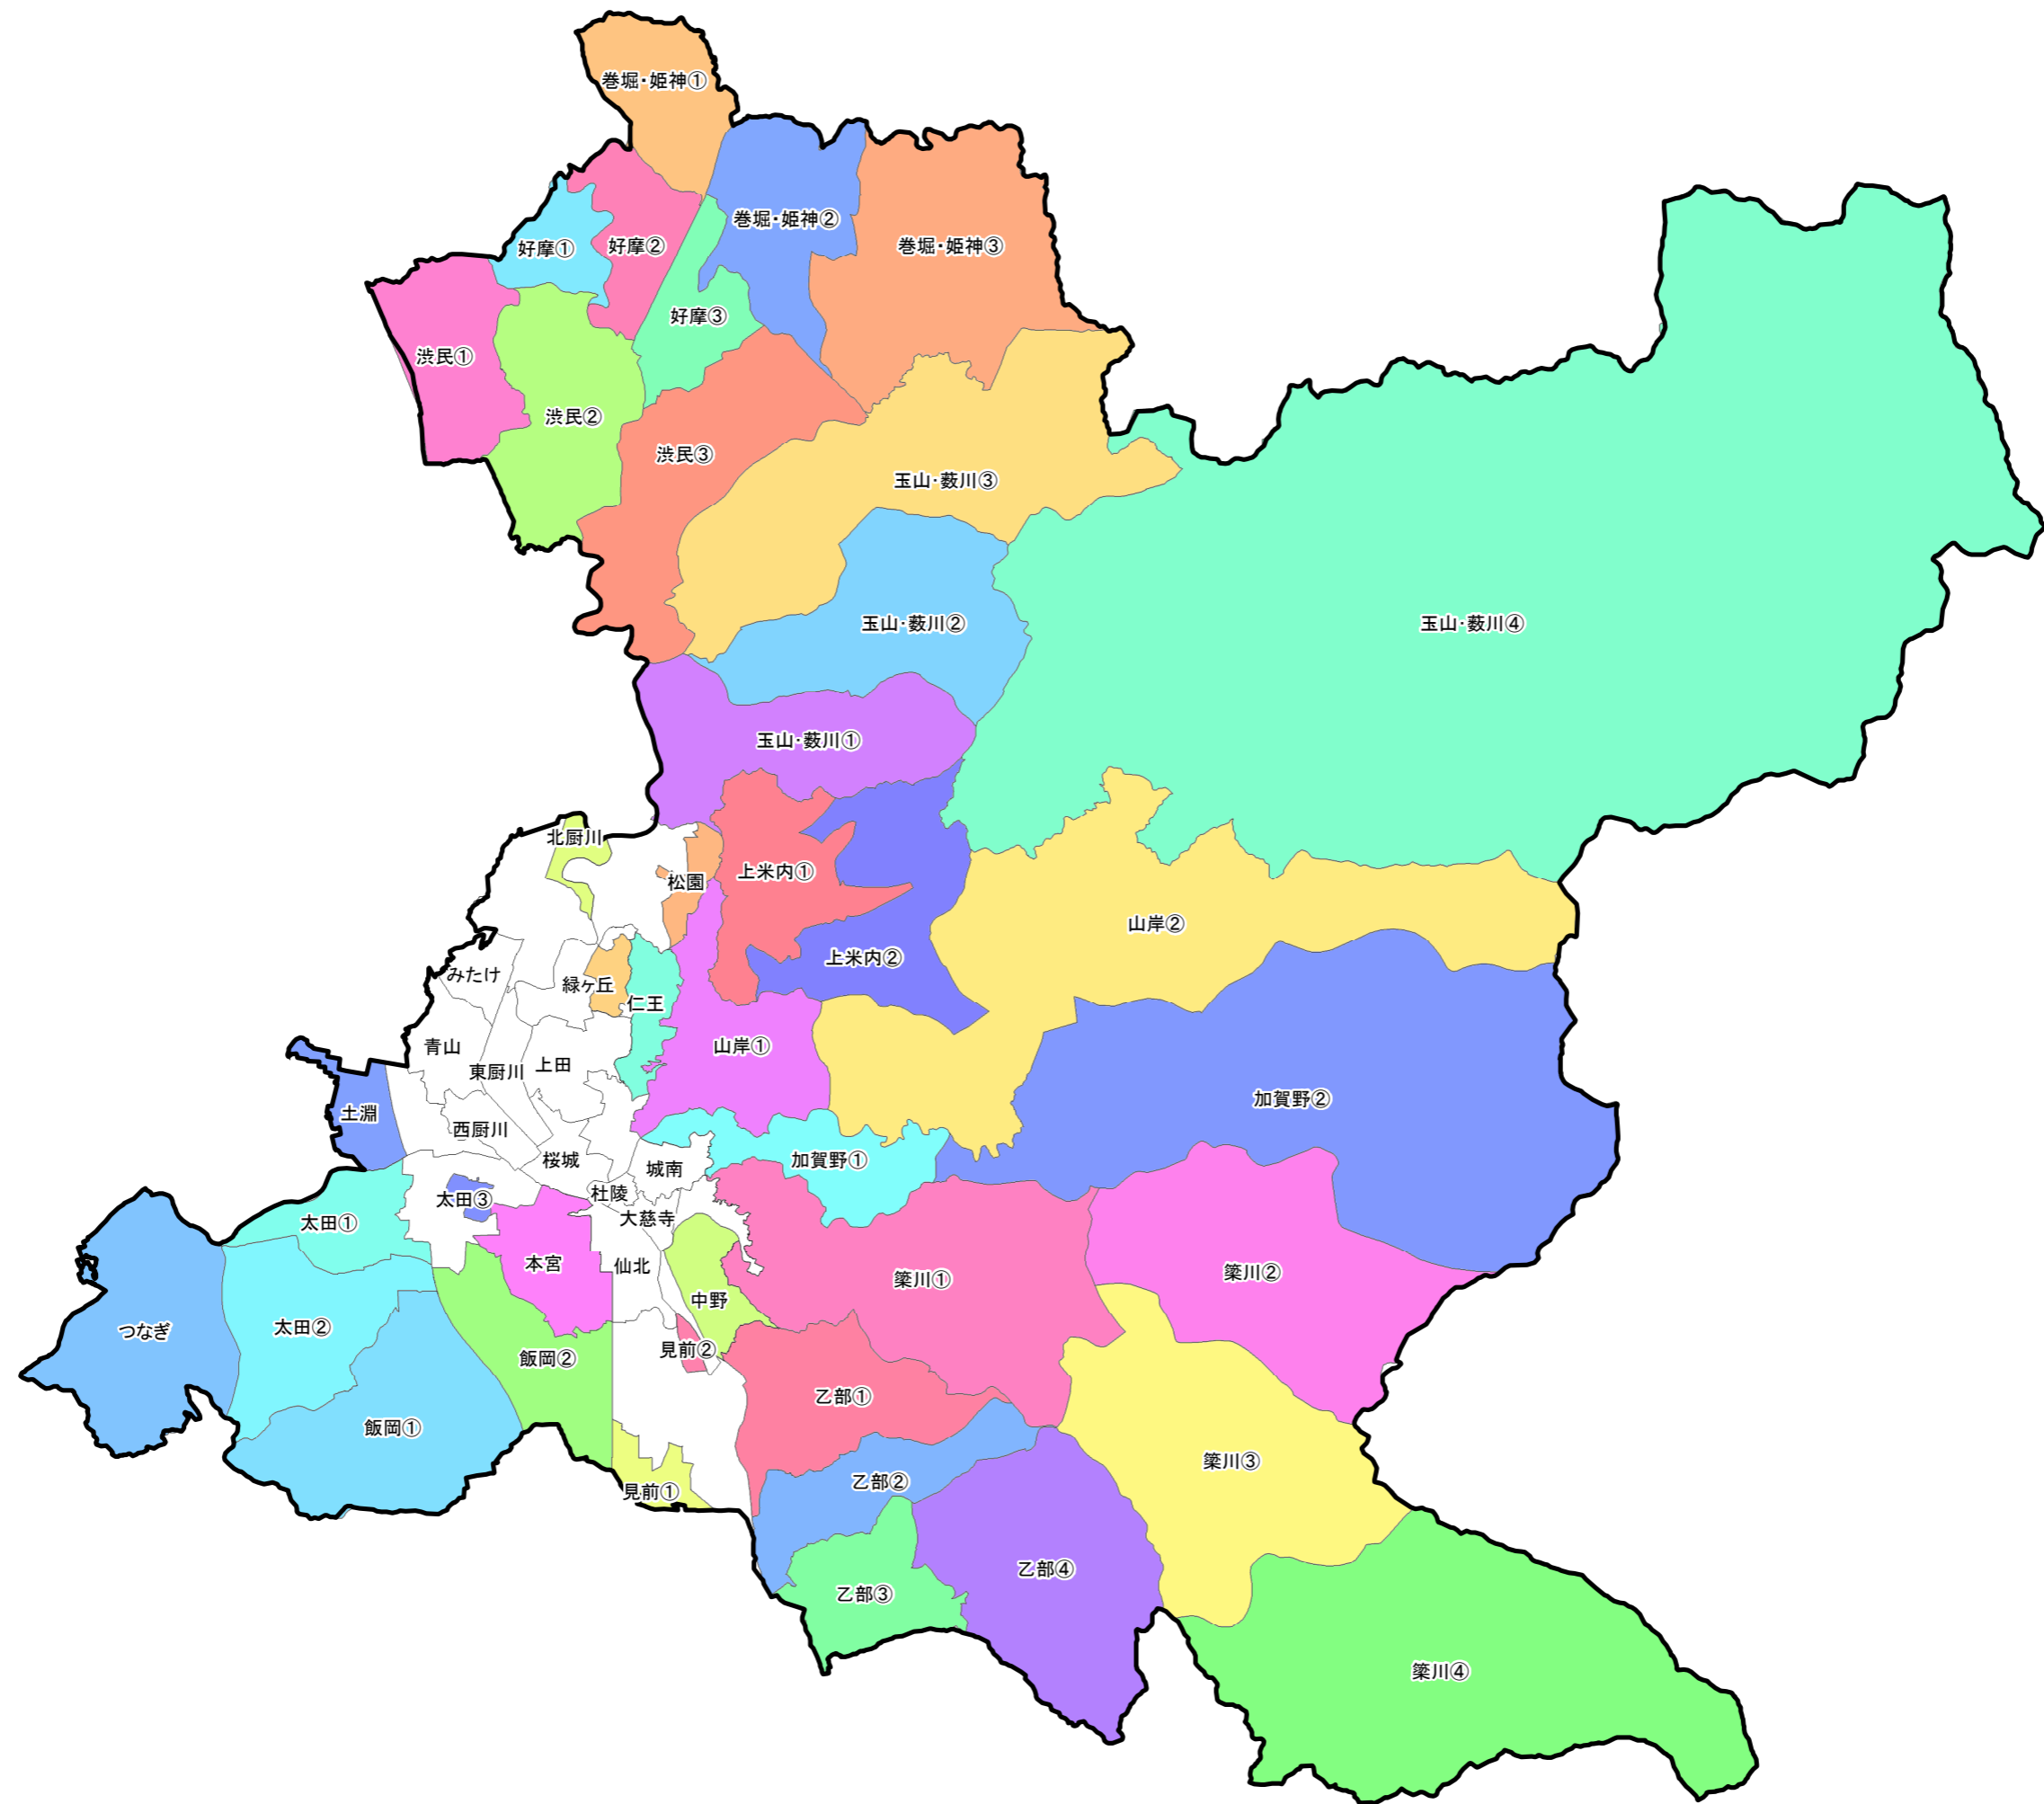 巻堀・姫神①
巻堀・姫神②
巻堀・姫神③
好摩①
好摩②
好摩③
渋民①
渋民②
渋民③
玉山・薮川③
玉山・薮川②
玉山・薮川④
玉山・薮川①
北厨川
松園
上米内①
山岸②
上米内②
みたけ
緑ヶ丘
仁王
青山
東厨川
上田
山岸①
加賀野②
土淵
西厨川
桜城
城南
加賀野①
太田③
杜陵
太田①
大慈寺
本宮
仙北
簗川①
簗川②
中野
つなぎ
太田②
飯岡②
見前②
乙部①
飯岡①
簗川③
乙部②
見前①
乙部④
乙部③
簗川④